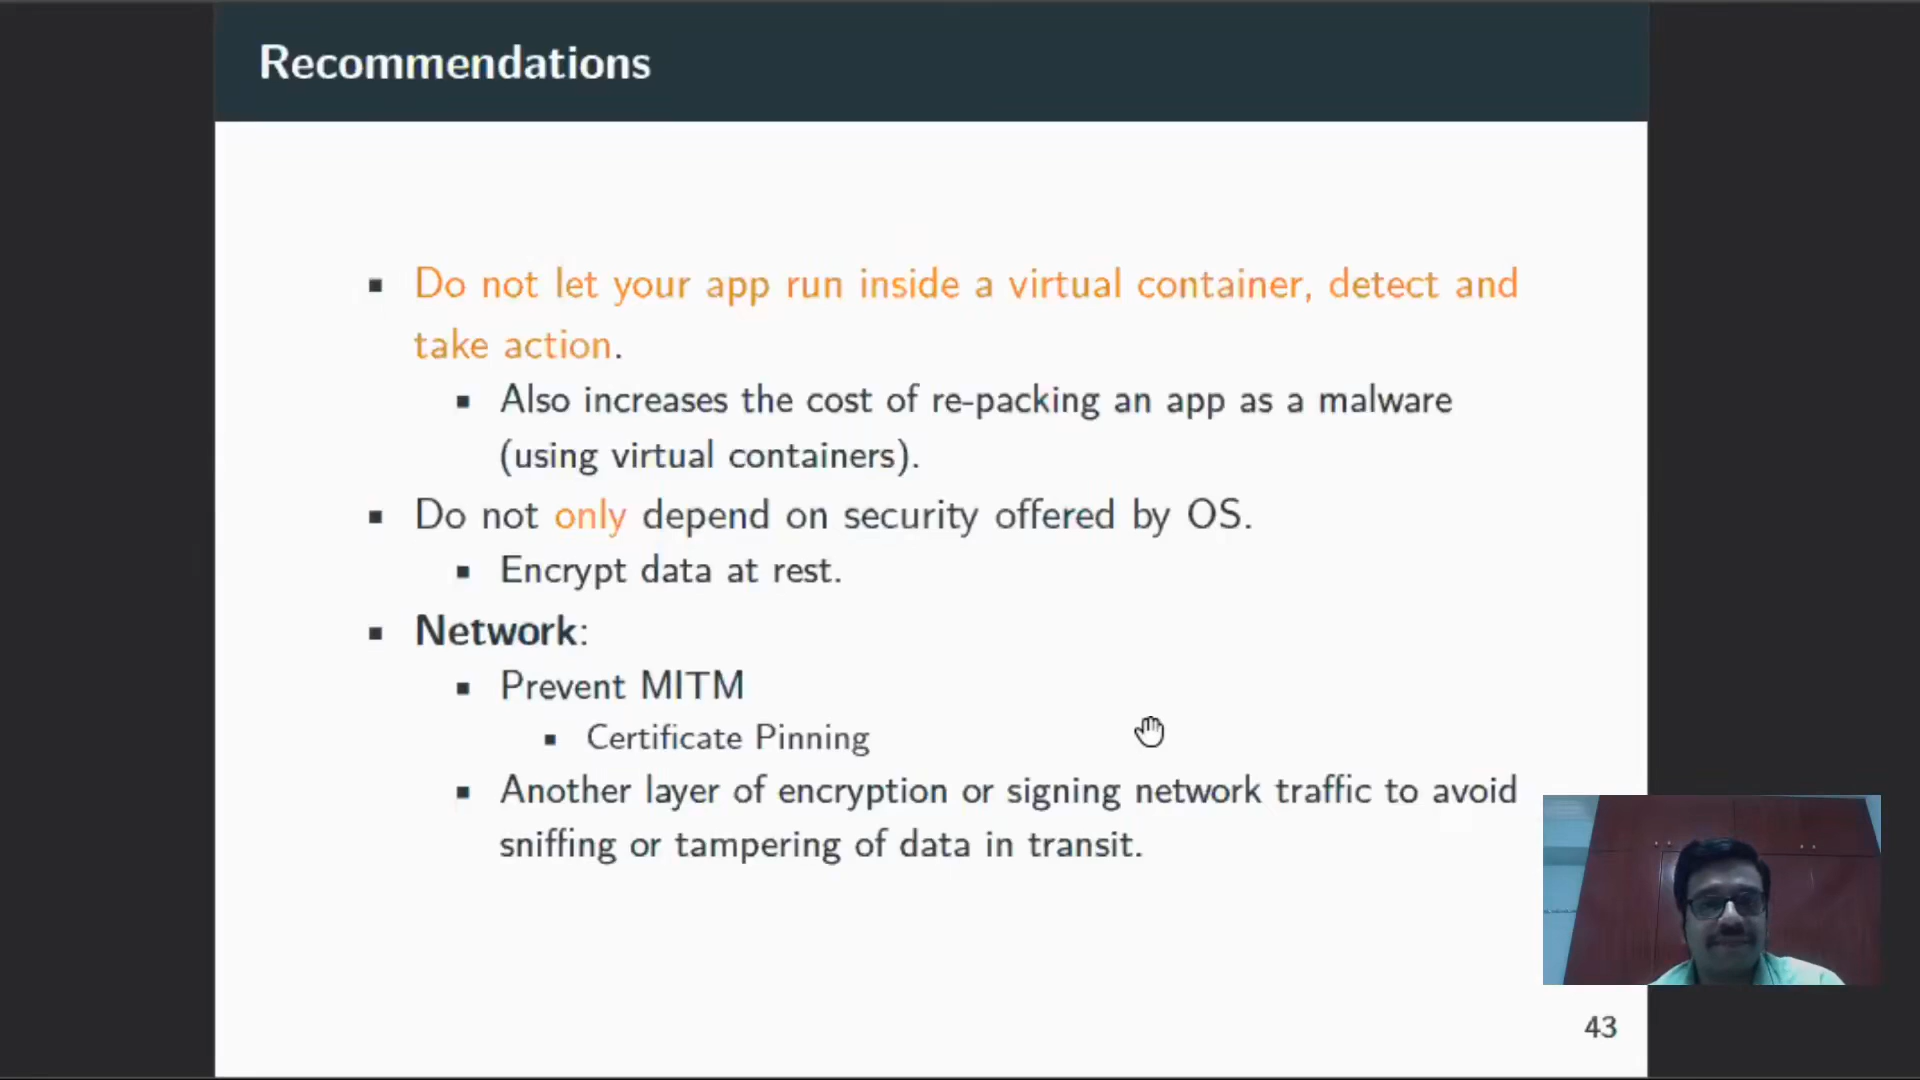 Recommendations
▪ Do not let your app run inside a virtual container, detect and
take action.
▪ Also increases the cost of re-packing an app as a malware
(using virtual containers).
▪ Do not only depend on security offered by OS.
▪ Encrypt data at rest.
▪ Network:
▪ Prevent MITM
▪ Certificate Pinning
▪ Another layer of encryption or signing network traffic to avoid
sniffing or tampering of data in transit.
43